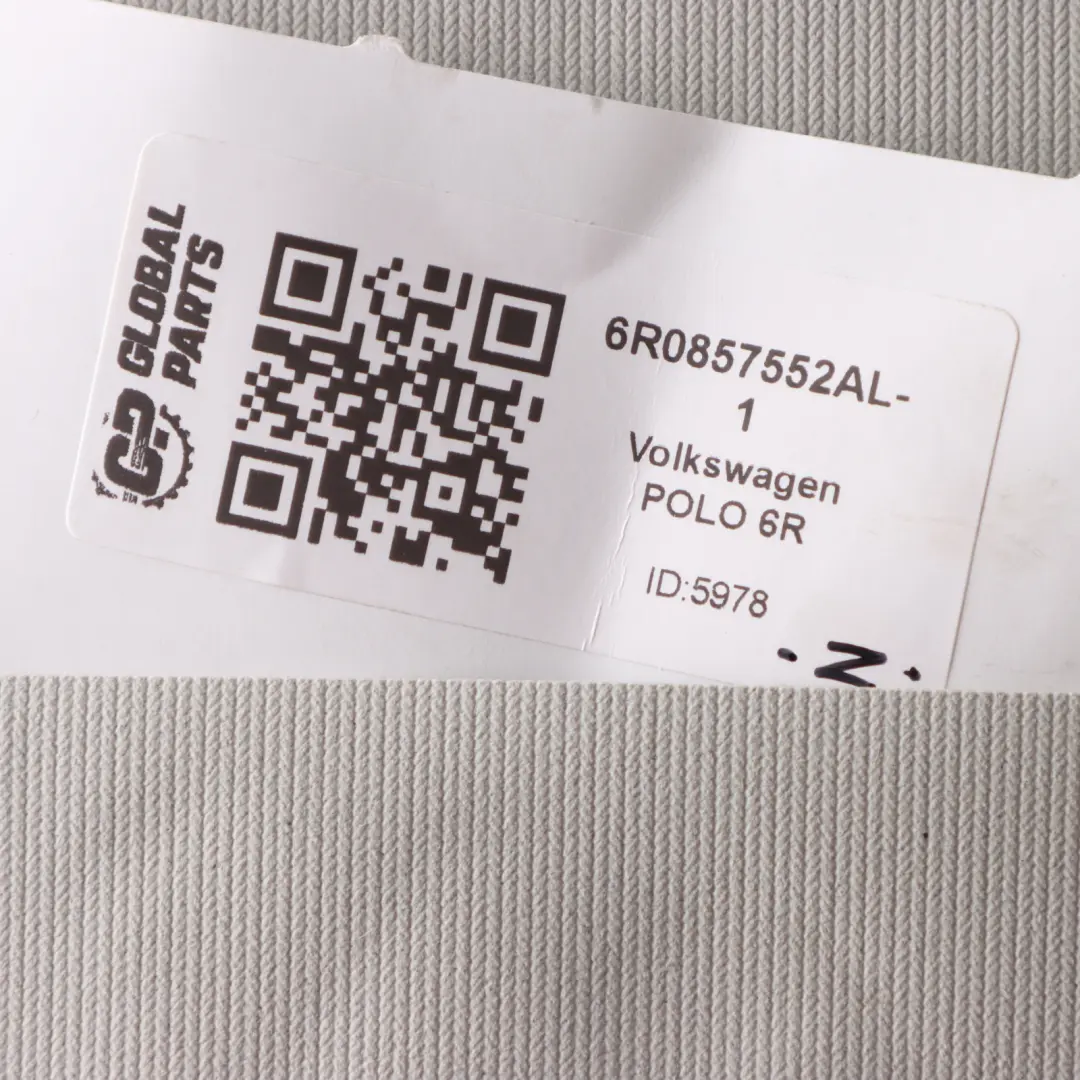 GLOBAL
PARTS
6R0857552AL-
1
Volkswagen
POLO 6R
ID:5978
. N .